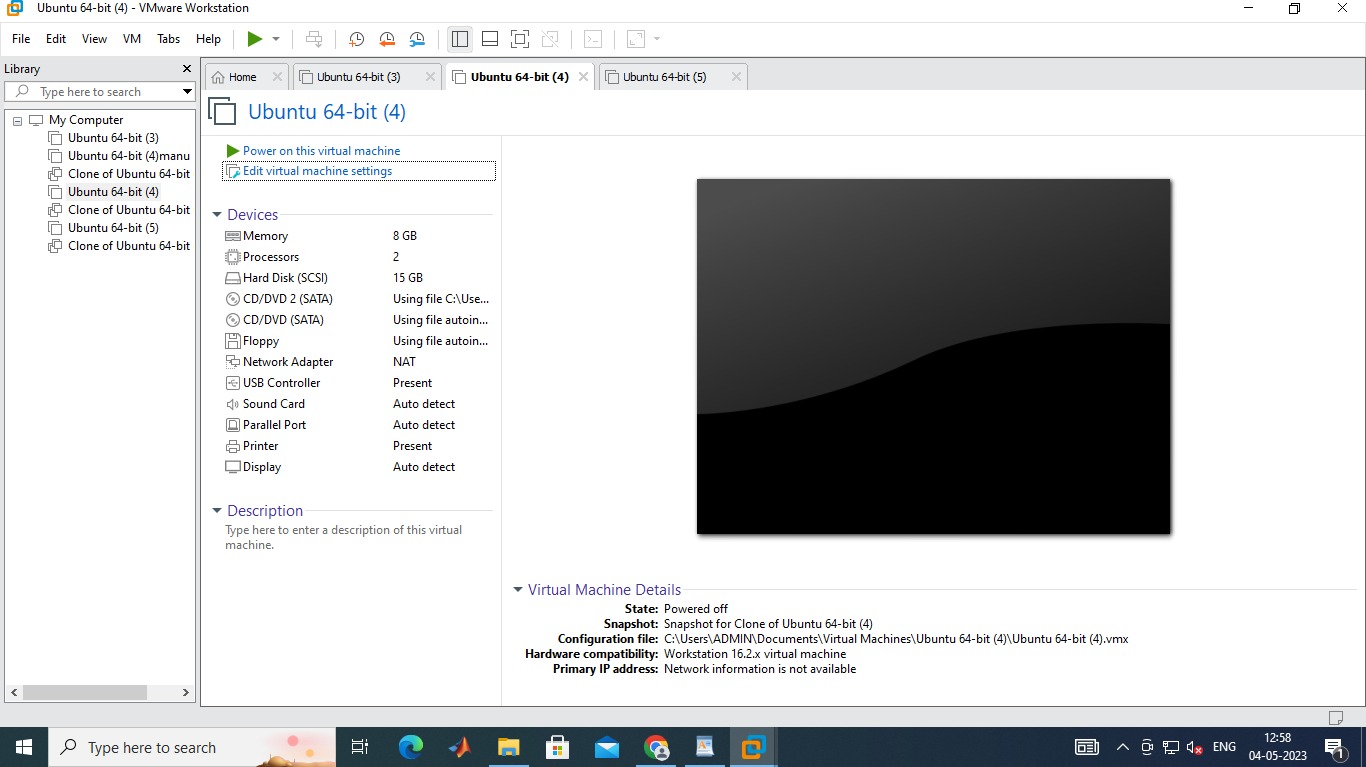 Ubuntu 64-bit (4) - VMware Workstation
File Edit View VM Tabs Help
Library
Type here to search
My Computer
Ubuntu 64-bit (3)
Ubuntu 64-bit (4)manu
Clone of Ubuntu 64-bit
Ubuntu 64-bit (4)
Clone of Ubuntu 64-bit
Ubuntu 64-bit (5)
Clone of Ubuntu 64-bit
Home Ubuntu 64-bit (3) Ubuntu 64-bit (4) Ubuntu 64-bit (5)
Ubuntu 64-bit (4)
Power on this virtual machine
Edit virtual machine settings
Devices
Memory 8 GB
Processors 2
Hard Disk (SCSI) 15 GB
CD/DVD 2 (SATA) Using file C:\Use...
CD/DVD (SATA) Using file autoin...
Floppy Using file autoin...
Network Adapter NAT
USB Controller Present
Sound Card Auto detect
Parallel Port Auto detect
Printer Present
Display Auto detect
Description
Type here to enter a description of this virtual
machine.
Virtual Machine Details
State: Powered off
Snapshot: Snapshot for Clone of Ubuntu 64-bit (4)
Configuration file: C:\Users\ADMIN\Documents\Virtual Machines\Ubuntu 64-bit (4)\Ubuntu 64-bit (4).vmx
Hardware compatibility: Workstation 16.2.x virtual machine
Primary IP address: Network information is not available
Type here to search
ENG
12:58
04-05-2023
1